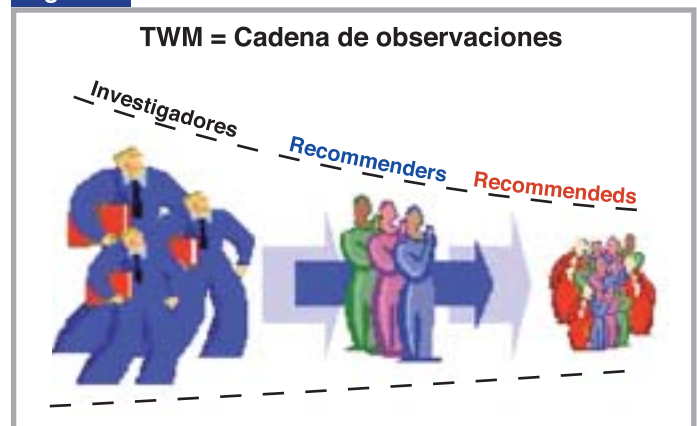 TWM = Cadena de observaciones
Investigadores
Recommenders
Recommendeds